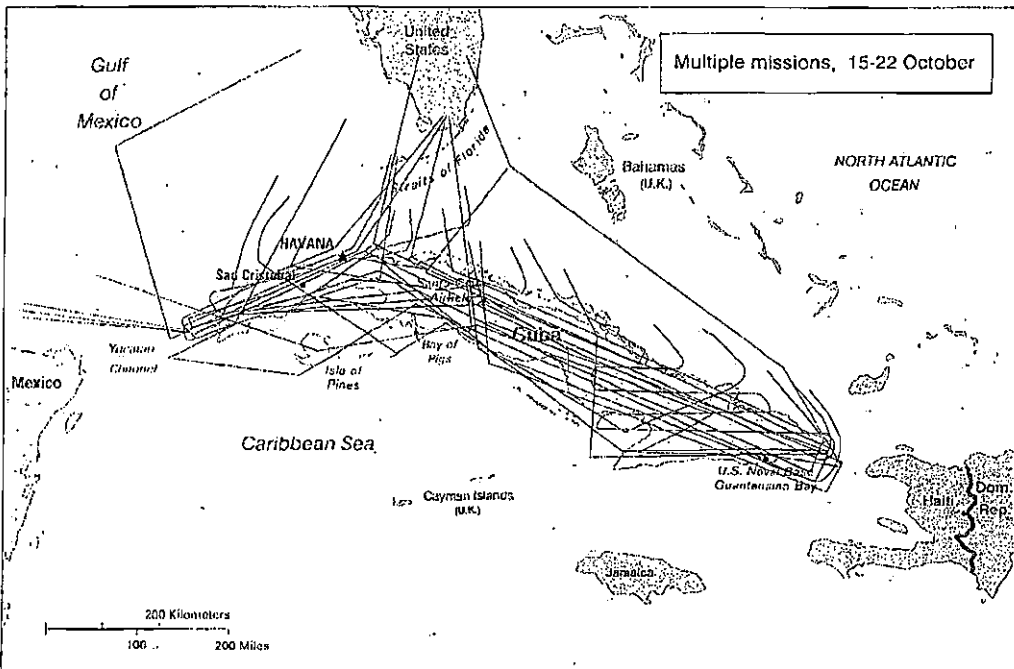 United
States
Multiple missions, 15-22 October
Gulf
of
Mexico
Straits of Florida
Bahamas
(U.K.)
NORTH ATLANTIC
OCEAN
HAVANA
San Cristobal
Airfield
Cuba
Yucatan
Channel
Bay of
Pigs
Isla of
Pines
Mexico
Caribbean Sea
U.S. Naval Base
Guantanamo Bay
Cayman Islands
(U.K.)
Haiti
Dom.
Rep.
Jamaica
200 Kilometers
100
200 Miles